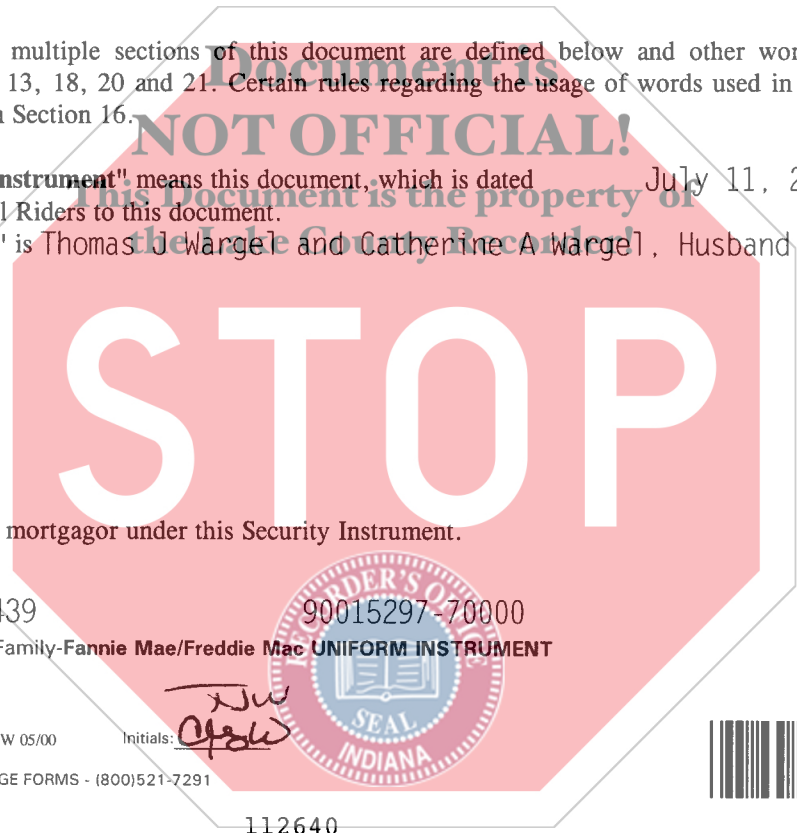 multiple sections of this document are defined below and other wor
13, 18, 20 and 21. Certain rules regarding the usage of words used in
Section 16.
Document is
NOT OFFICIAL!
This Document is the property of
the Lake County Recorder!
nstrument" means this document, which is dated July 11, 2
l Riders to this document.
" is Thomas J Wargel and Catherine A Wargel, Husband
STOP
mortgagor under this Security Instrument.
439 90015297-70000
Family-Fannie Mae/Freddie Mac UNIFORM INSTRUMENT
RECORDER'S OFFICE
SEAL
INDIANA
W 05/00 Initials:
GE FORMS - (800)521-7291
112640